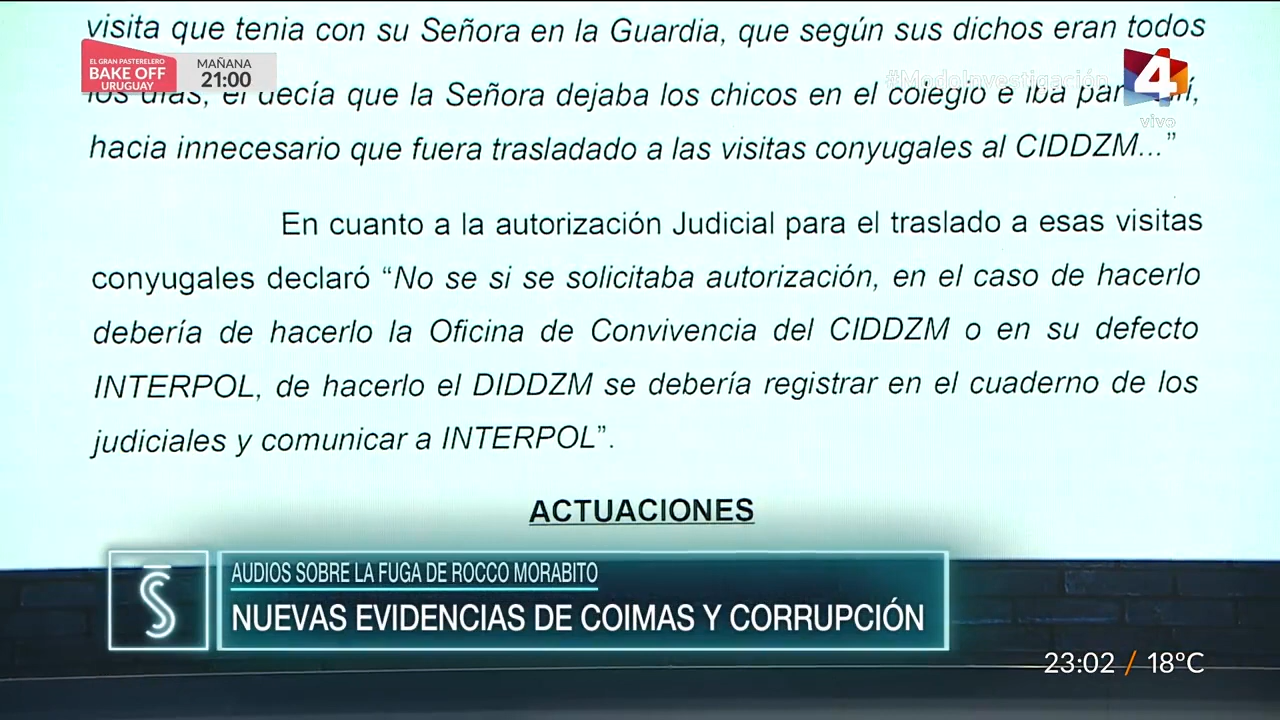 visita que tenia con su Señora en la Guardia, que según sus dichos eran todos
EL GRAN PASTERELERO
BAKE OFF
URUGUAY
MAÑANA
21:00
#ModoInvestigación
4
vivo
los días, el decía que la Señora dejaba los chicos en el colegio e iba para
hacia innecesario que fuera trasladado a las visitas conyugales al CIDDZM...”
En cuanto a la autorización Judicial para el traslado a esas visitas
conyugales declaró “No se si se solicitaba autorización, en el caso de hacerlo
debería de hacerlo la Oficina de Convivencia del CIDDZM o en su defecto
INTERPOL, de hacerlo el DIDDZM se debería registrar en el cuaderno de los
judiciales y comunicar a INTERPOL”.
ACTUACIONES
S
AUDIOS SOBRE LA FUGA DE ROCCO MORABITO
NUEVAS EVIDENCIAS DE COIMAS Y CORRUPCIÓN
23:02 / 18°C